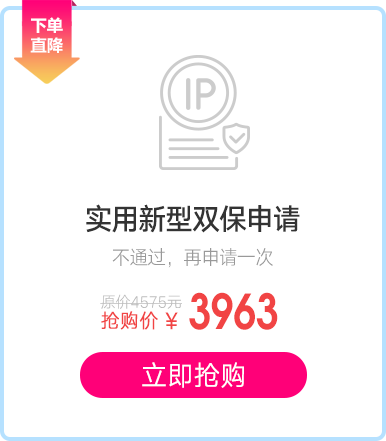 下单
直降
IP
实用新型双保申请
不通过，再申请一次
原价4575元
抢购价 ¥ 3963
立即抢购